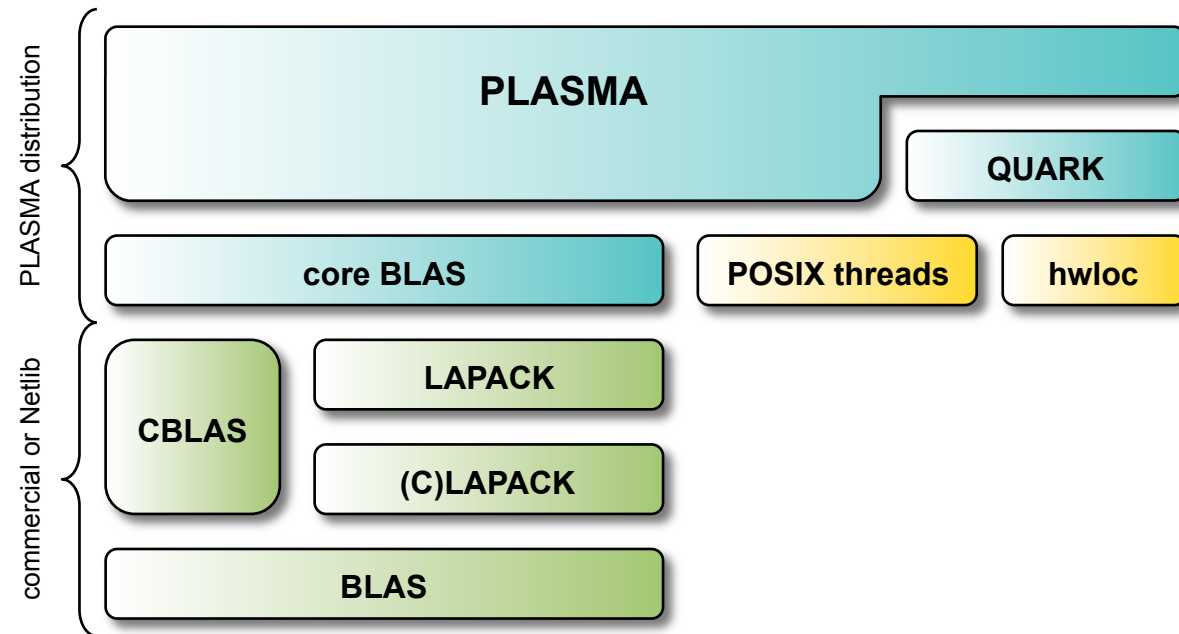 PLASMA distribution
PLASMA
QUARK
core BLAS
POSIX threads
hwloc
commercial or Netlib
CBLAS
LAPACK
(C)LAPACK
BLAS